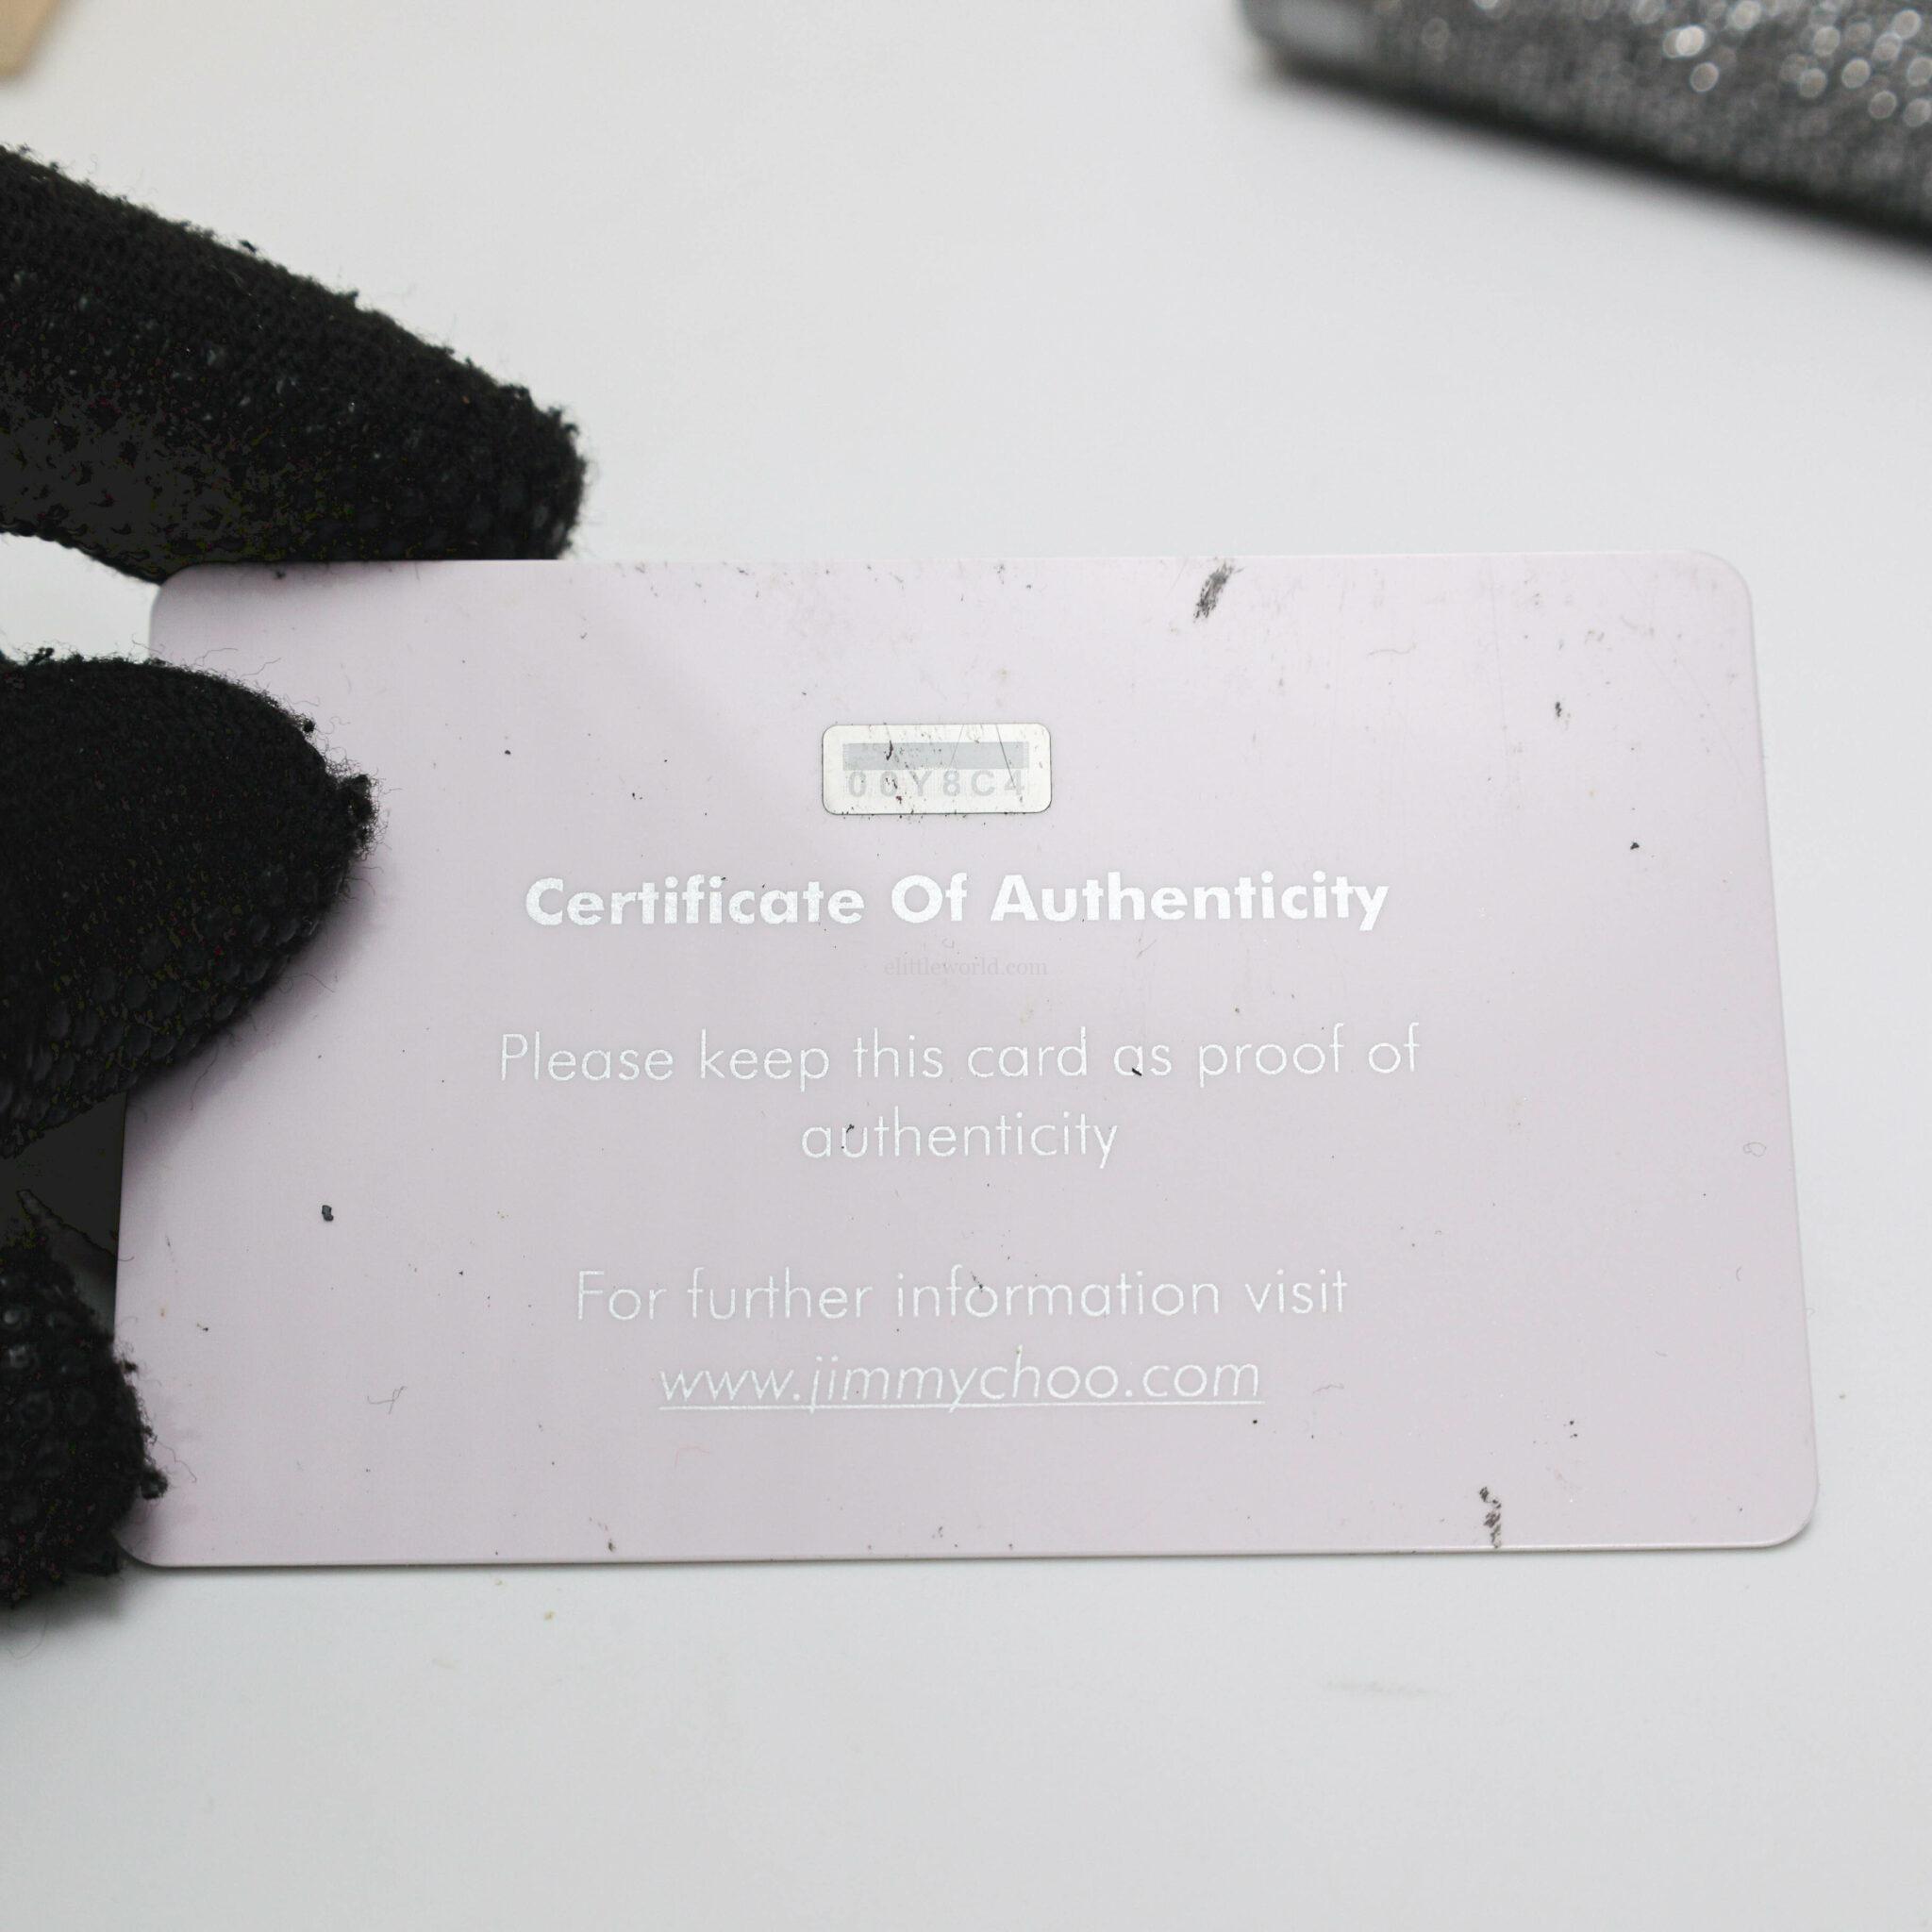 00Y8C4
Certificate Of Authenticity
elittleworld.com
Please keep this card as proof of
authenticity
For further information visit
www.jimmychoo.com